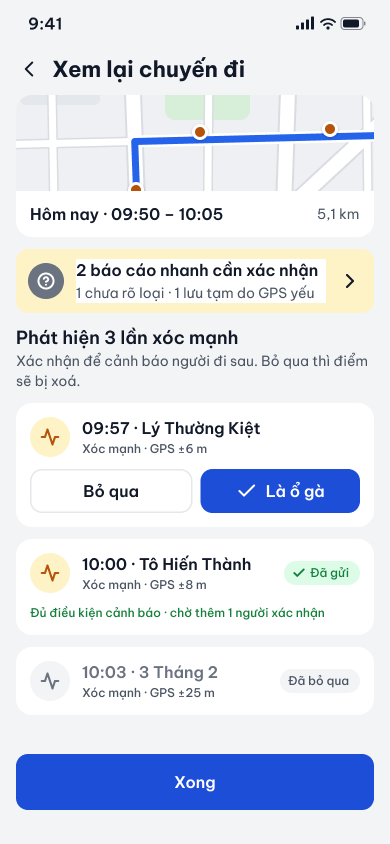 9:41
Xem lại chuyến đi
Hôm nay · 09:50 – 10:05
5,1 km
2 báo cáo nhanh cần xác nhận
1 chưa rõ loại · 1 lưu tạm do GPS yếu
Phát hiện 3 lần xóc mạnh
Xác nhận để cảnh báo người đi sau. Bỏ qua thì điểm
sẽ bị xoá.
09:57 · Lý Thường Kiệt
Xóc mạnh · GPS ±6 m
Bỏ qua
Là ổ gà
10:00 · Tô Hiến Thành
Xóc mạnh · GPS ±8 m
Đã gửi
Đủ điều kiện cảnh báo · chờ thêm 1 người xác nhận
10:03 · 3 Tháng 2
Xóc mạnh · GPS ±25 m
Đã bỏ qua
Xong